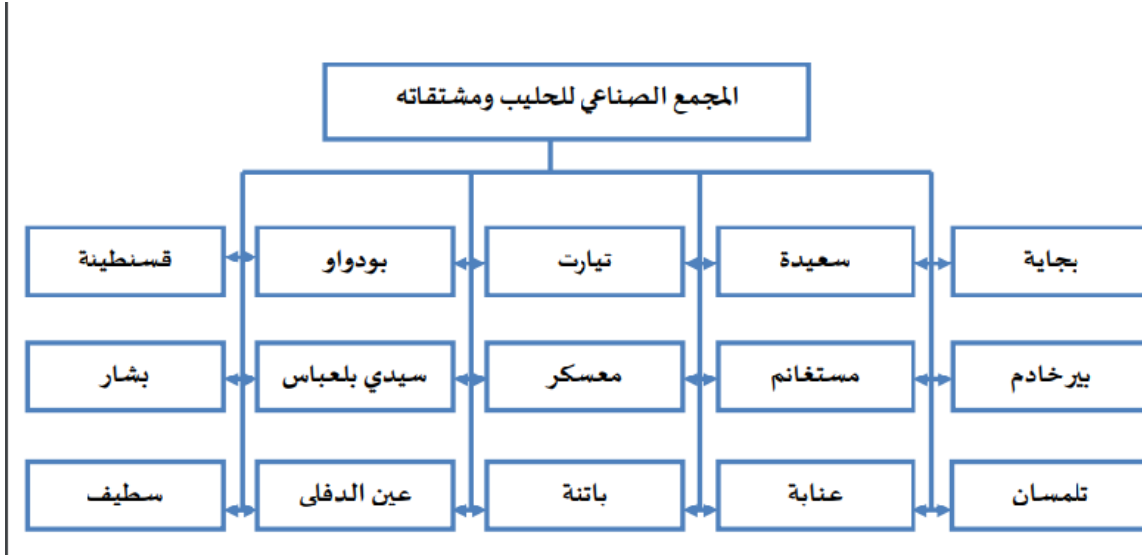 المجمع الصناعي للحليب ومشتقاته
بجاية
سعيدة
تيارت
بودواو
قسنطينة
بيرخادم
مستغانم
معسكر
سيدي بلعباس
بشار
تلمسان
عنابة
باتنة
عين الدفلى
سطيف